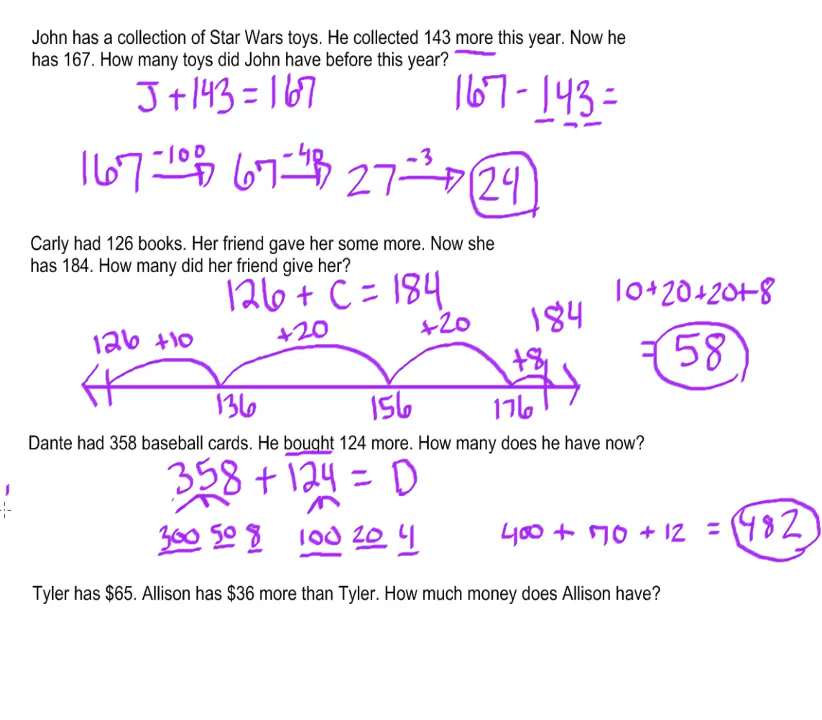 John has a collection of Star Wars toys. He collected 143 more this year. Now he
has 167. How many toys did John have before this year?
J + 143 = 167 167 - 143 =
167 -100 67 -40 27 -3 24
Carly had 126 books. Her friend gave her some more. Now she
has 184. How many did her friend give her?
126 + C = 184 10+20+20+8
126 +10 +20 +20 +8 184 = 58
136 156 176
Dante had 358 baseball cards. He bought 124 more. How many does he have now?
358 + 124 = D
300 50 8 100 20 4 400 + 70 + 12 = 482
Tyler has $65. Allison has $36 more than Tyler. How much money does Allison have?